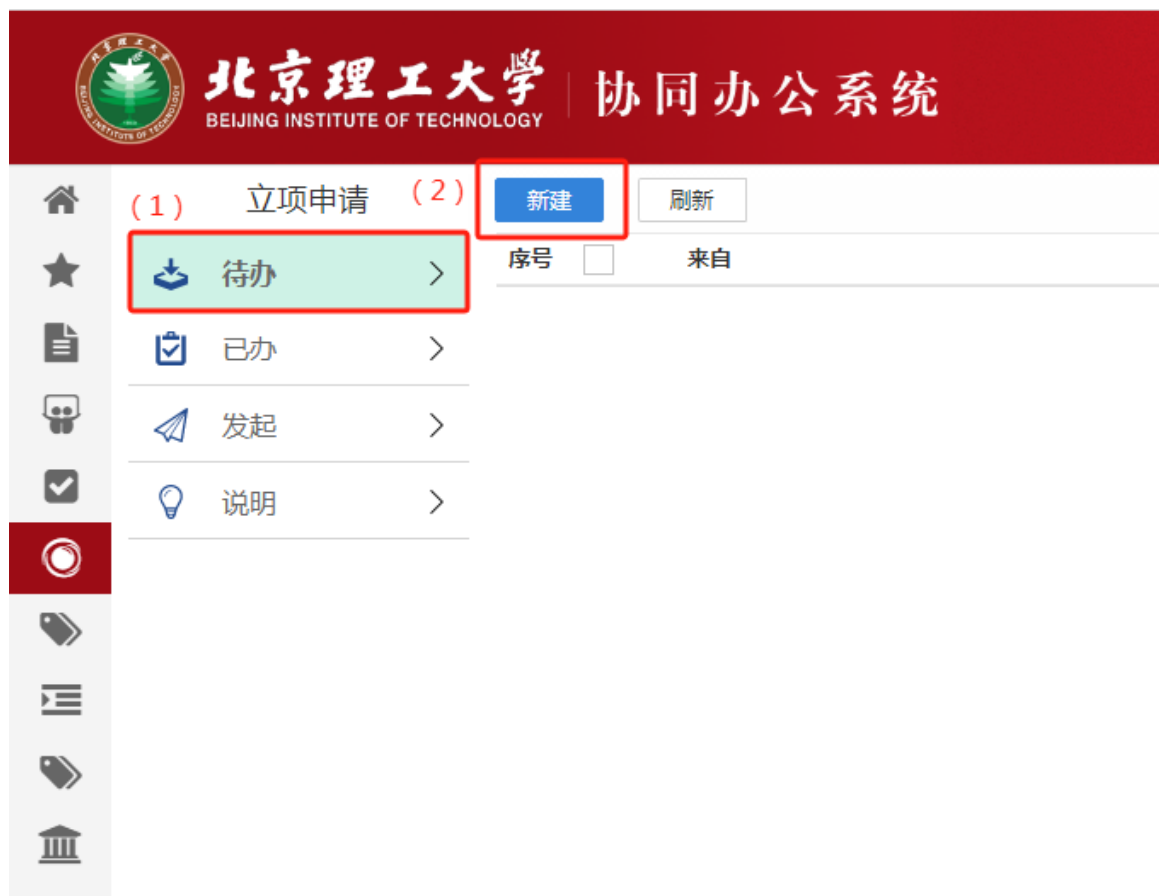 北京理工大学
BEIJING INSTITUTE OF TECHNOLOGY
协同办公系统
(1) 立项申请 (2) 新建 刷新
待办
序号 来自
已办
发起
说明